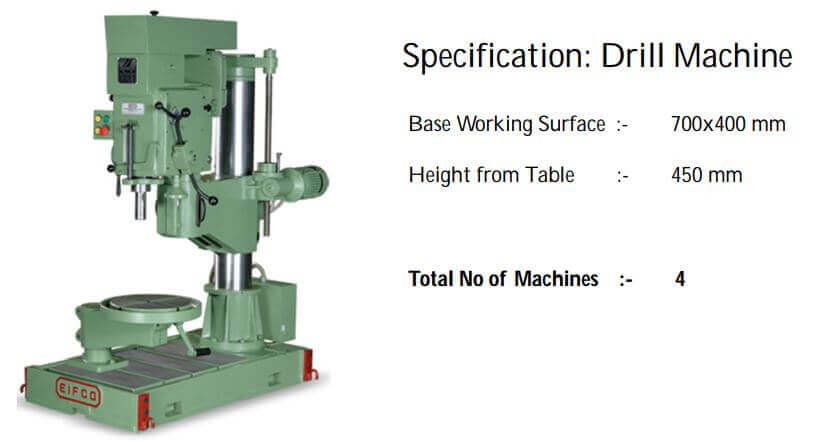 Specification: Drill Machine
Base Working Surface :- 700x400 mm
Height from Table :- 450 mm
Total No of Machines :- 4
EIFCO